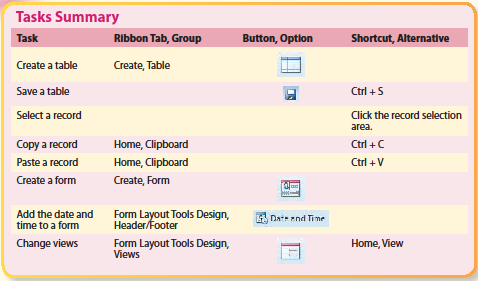 Tasks Summary
Task Ribbon Tab, Group Button, Option Shortcut, Alternative
Create a table Create, Table
Save a table Ctrl + S
Select a record Click the record selection
area.
Copy a record Home, Clipboard Ctrl + C
Paste a record Home, Clipboard Ctrl + V
Create a form Create, Form
Add the date and Form Layout Tools Design, Date and Time
time to a form Header/Footer
Change views Form Layout Tools Design, Home, View
Views